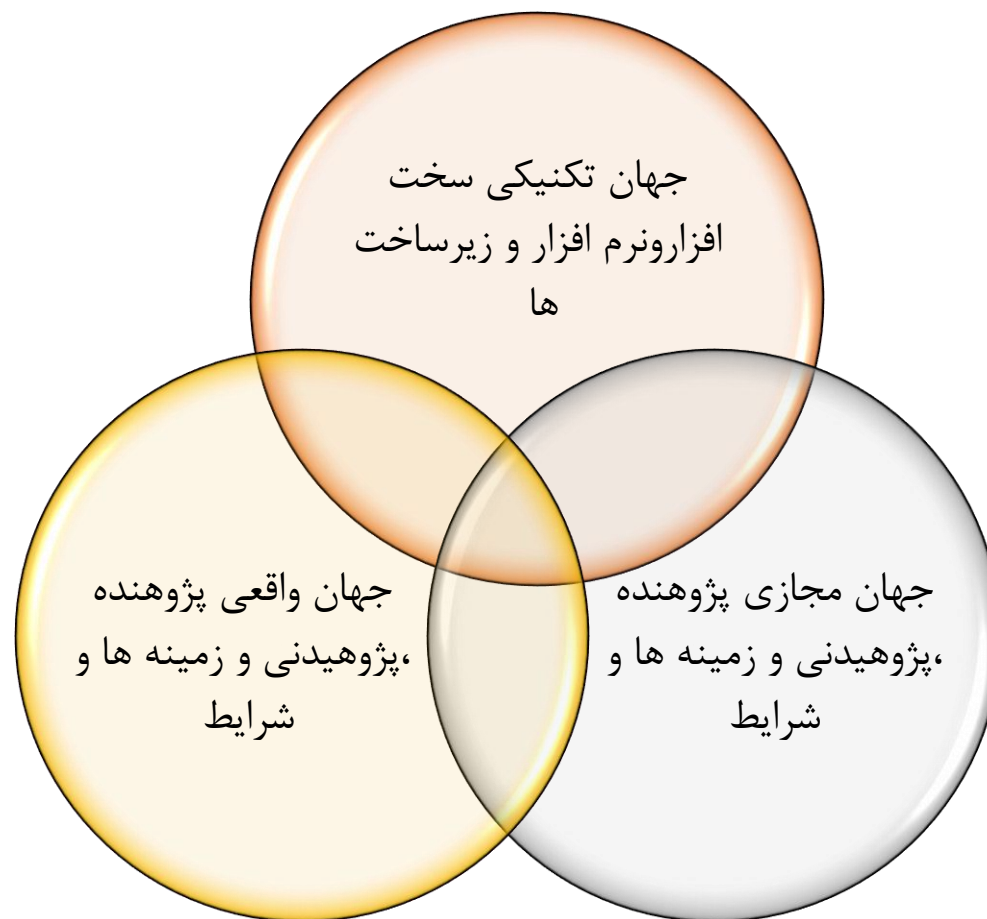 جهان تکنیکی سخت
افزارونرم افزار و زیرساخت
ها
جهان مجازی پژوهنده
،پژوهیدنی و زمینه ها و
شرایط
جهان واقعی پژوهنده
،پژوهیدنی و زمینه ها و
شرایط